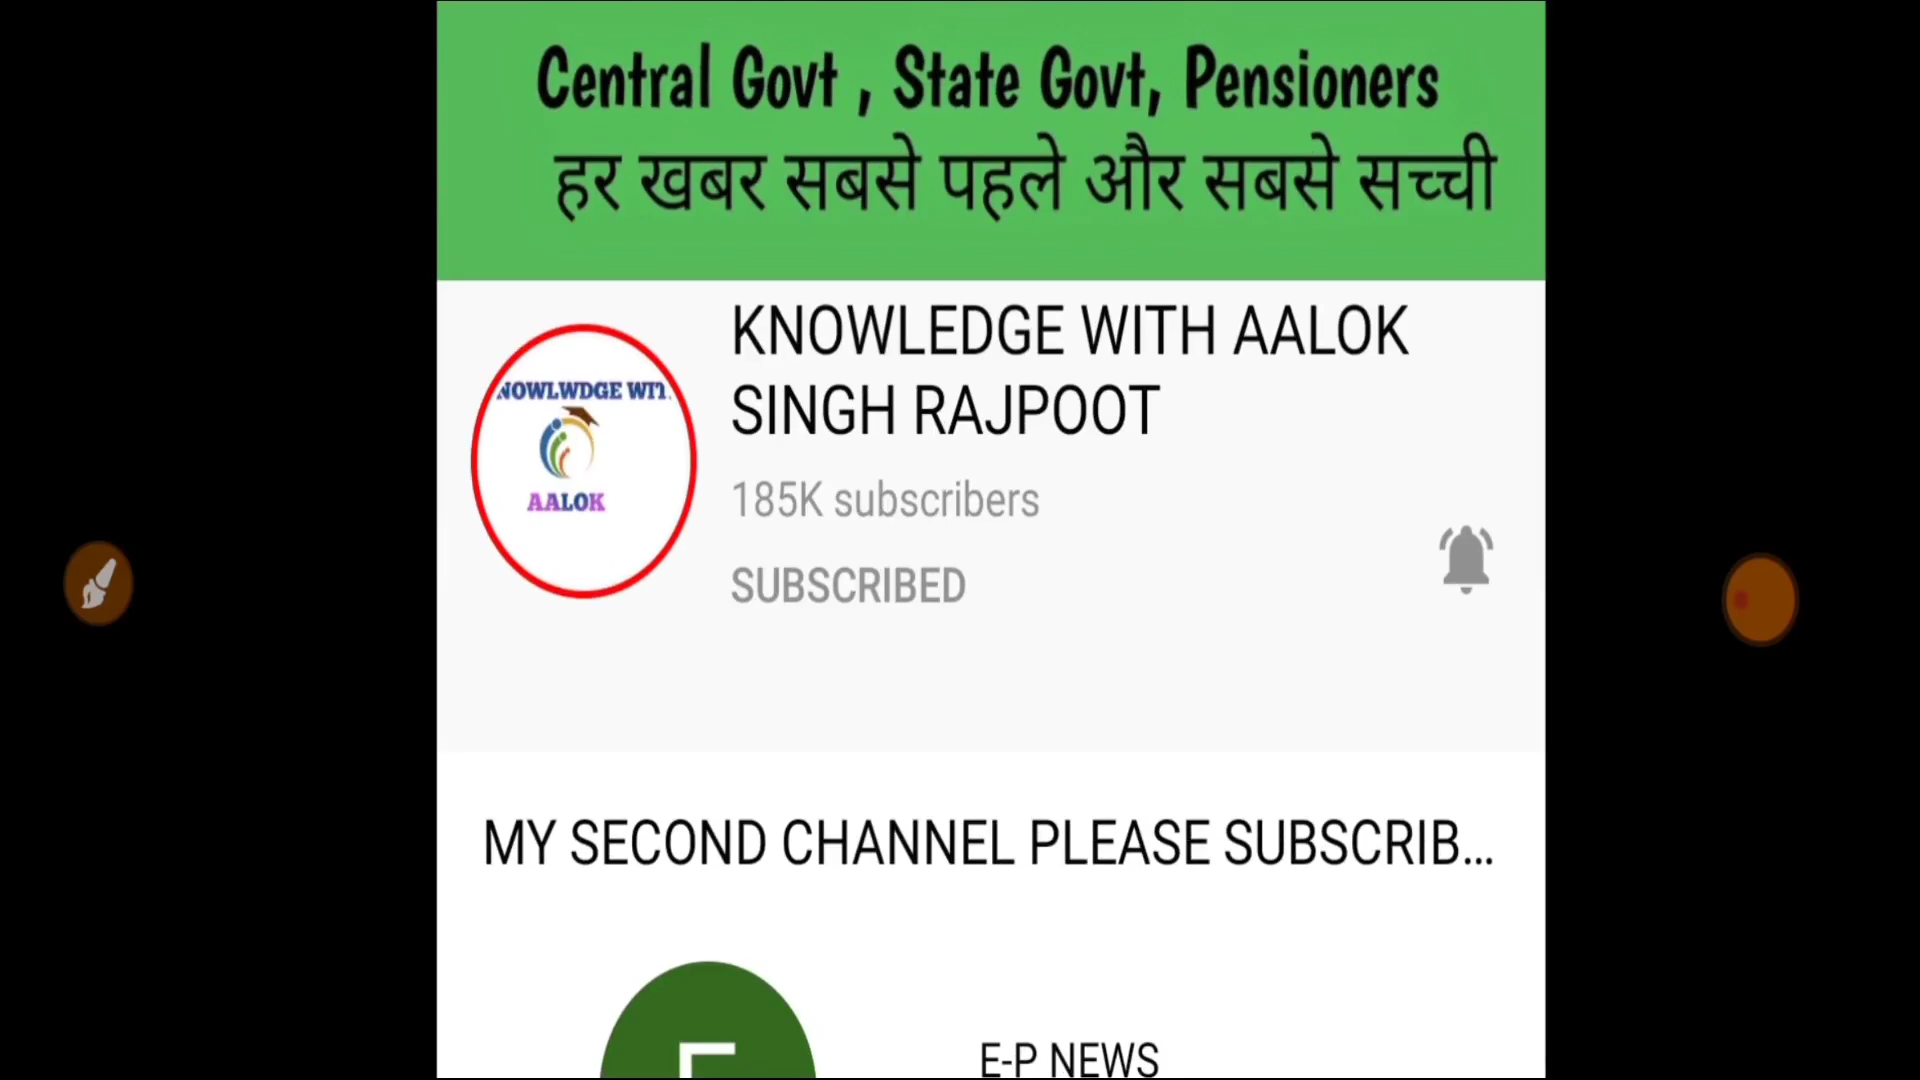 Central Govt , State Govt, Pensioners
हर खबर सबसे पहले और सबसे सच्ची
KNOWLEDGE WITH AALOK
SINGH RAJPOOT
NOWLWDGE WIT
AALOK
185K subscribers
SUBSCRIBED
MY SECOND CHANNEL PLEASE SUBSCRIB...
E
E-P NEWS